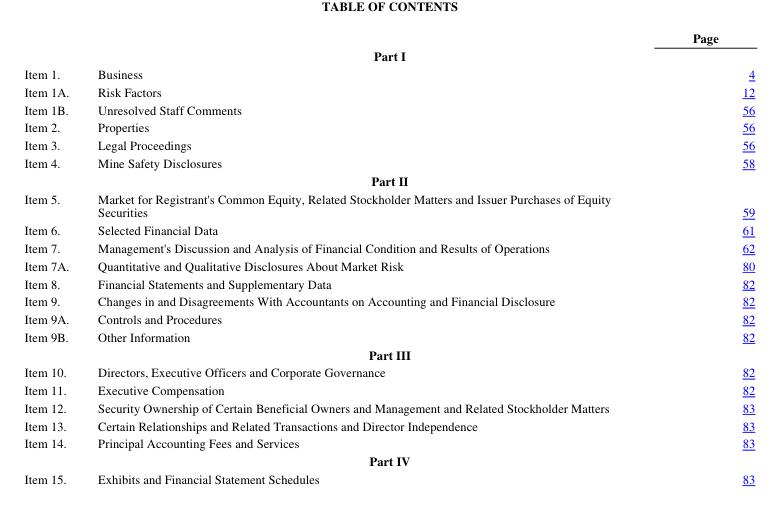 TABLE OF CONTENTS
Page
Part I
Item 1. Business 4
Item 1A. Risk Factors 12
Item 1B. Unresolved Staff Comments 56
Item 2. Properties 56
Item 3. Legal Proceedings 56
Item 4. Mine Safety Disclosures 58
Part II
Item 5. Market for Registrant's Common Equity, Related Stockholder Matters and Issuer Purchases of Equity
Securities 59
Item 6. Selected Financial Data 61
Item 7. Management's Discussion and Analysis of Financial Condition and Results of Operations 62
Item 7A. Quantitative and Qualitative Disclosures About Market Risk 80
Item 8. Financial Statements and Supplementary Data 82
Item 9. Changes in and Disagreements With Accountants on Accounting and Financial Disclosure 82
Item 9A. Controls and Procedures 82
Item 9B. Other Information 82
Part III
Item 10. Directors, Executive Officers and Corporate Governance 82
Item 11. Executive Compensation 82
Item 12. Security Ownership of Certain Beneficial Owners and Management and Related Stockholder Matters 83
Item 13. Certain Relationships and Related Transactions and Director Independence 83
Item 14. Principal Accounting Fees and Services 83
Part IV
Item 15. Exhibits and Financial Statement Schedules 83